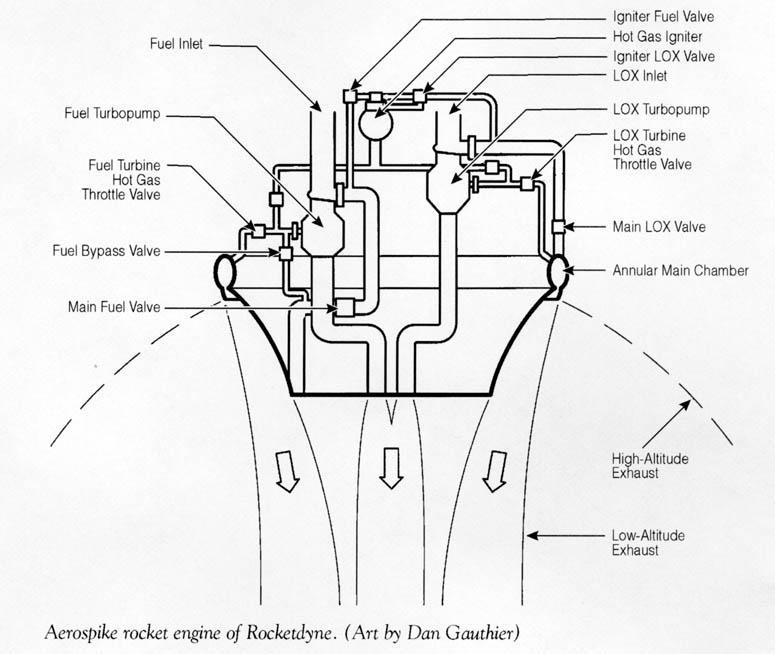 Igniter Fuel Valve
Hot Gas Igniter
Igniter LOX Valve
LOX Inlet
Fuel Inlet
Fuel Turbopump
LOX Turbopump
LOX Turbine
Hot Gas
Throttle Valve
Fuel Turbine
Hot Gas
Throttle Valve
Main LOX Valve
Fuel Bypass Valve
Annular Main Chamber
Main Fuel Valve
High-Altitude
Exhaust
Low-Altitude
Exhaust
Aerospike rocket engine of Rocketdyne. (Art by Dan Gauthier)